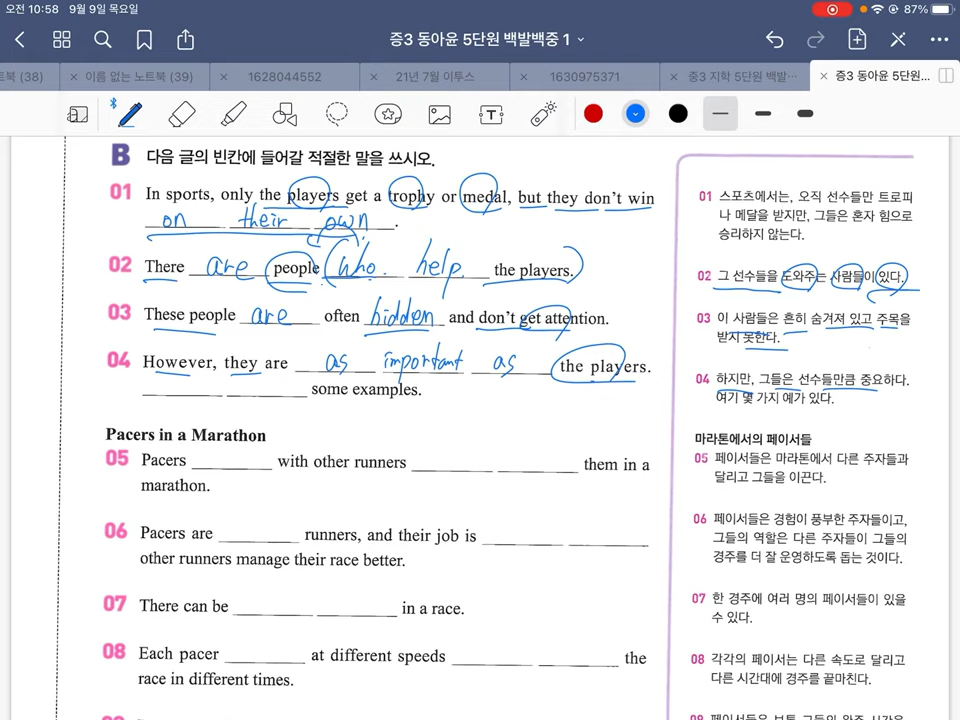 오전 10:58 9월 9일 목요일
87%
증3 동아윤 5단원 백발백중 1
트북 (38)
× 이름 없는 노트북 (39)
× 1628044552
× 21년 7월 이투스
× 1630975371
× 중3 지학 5단원 백발…
× 증3 동아윤 5단원…
B 다음 글의 빈칸에 들어갈 적절한 말을 쓰시오.
01 In sports, only the players get a trophy or medal, but they don't win
on their own.
02 There are people who help the players.
03 These people are often hidden and don't get attention.
04 However, they are as important as the players.
________ ________ some examples.
Pacers in a Marathon
05 Pacers ________ with other runners ________ ________ them in a
marathon.
06 Pacers are ________ runners, and their job is ________ ________
other runners manage their race better.
07 There can be ________ ________ in a race.
08 Each pacer ________ at different speeds ________ ________ the
race in different times.
01 스포츠에서는, 오직 선수들만 트로피
나 메달을 받지만, 그들은 혼자 힘으로
승리하지 않는다.
02 그 선수들을 도와주는 사람들이 있다.
03 이 사람들은 흔히 숨겨져 있고 주목을
받지 못한다.
04 하지만, 그들은 선수들만큼 중요하다.
여기 몇 가지 예가 있다.
마라톤에서의 페이서들
05 페이서들은 마라톤에서 다른 주자들과
달리고 그들을 이끈다.
06 페이서들은 경험이 풍부한 주자들이고,
그들의 역할은 다른 주자들이 그들의
경주를 더 잘 운영하도록 돕는 것이다.
07 한 경주에 여러 명의 페이서들이 있을
수 있다.
08 각각의 페이서는 다른 속도로 달리고
다른 시간대에 경주를 끝마친다.